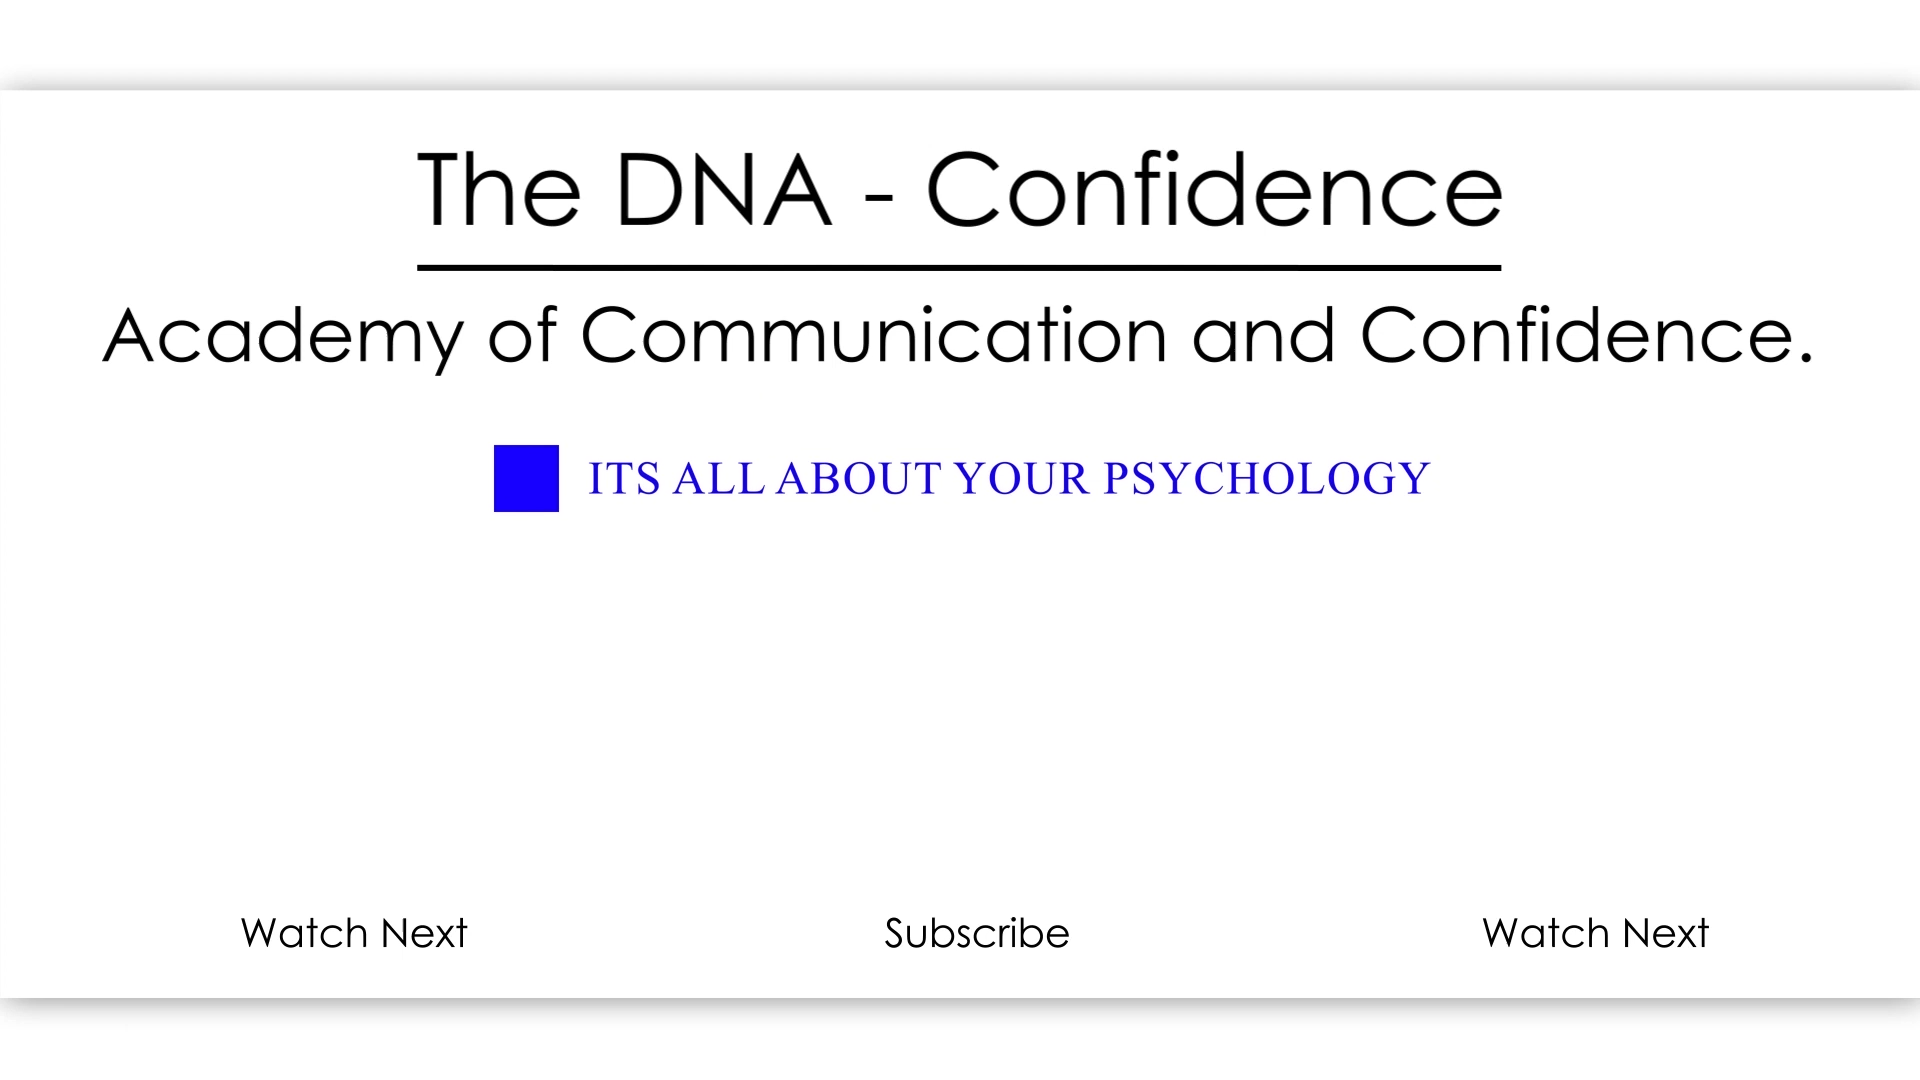 The DNA - Confidence
Academy of Communication and Confidence.
ITS ALL ABOUT YOUR PSYCHOLOGY
Watch Next
Subscribe
Watch Next